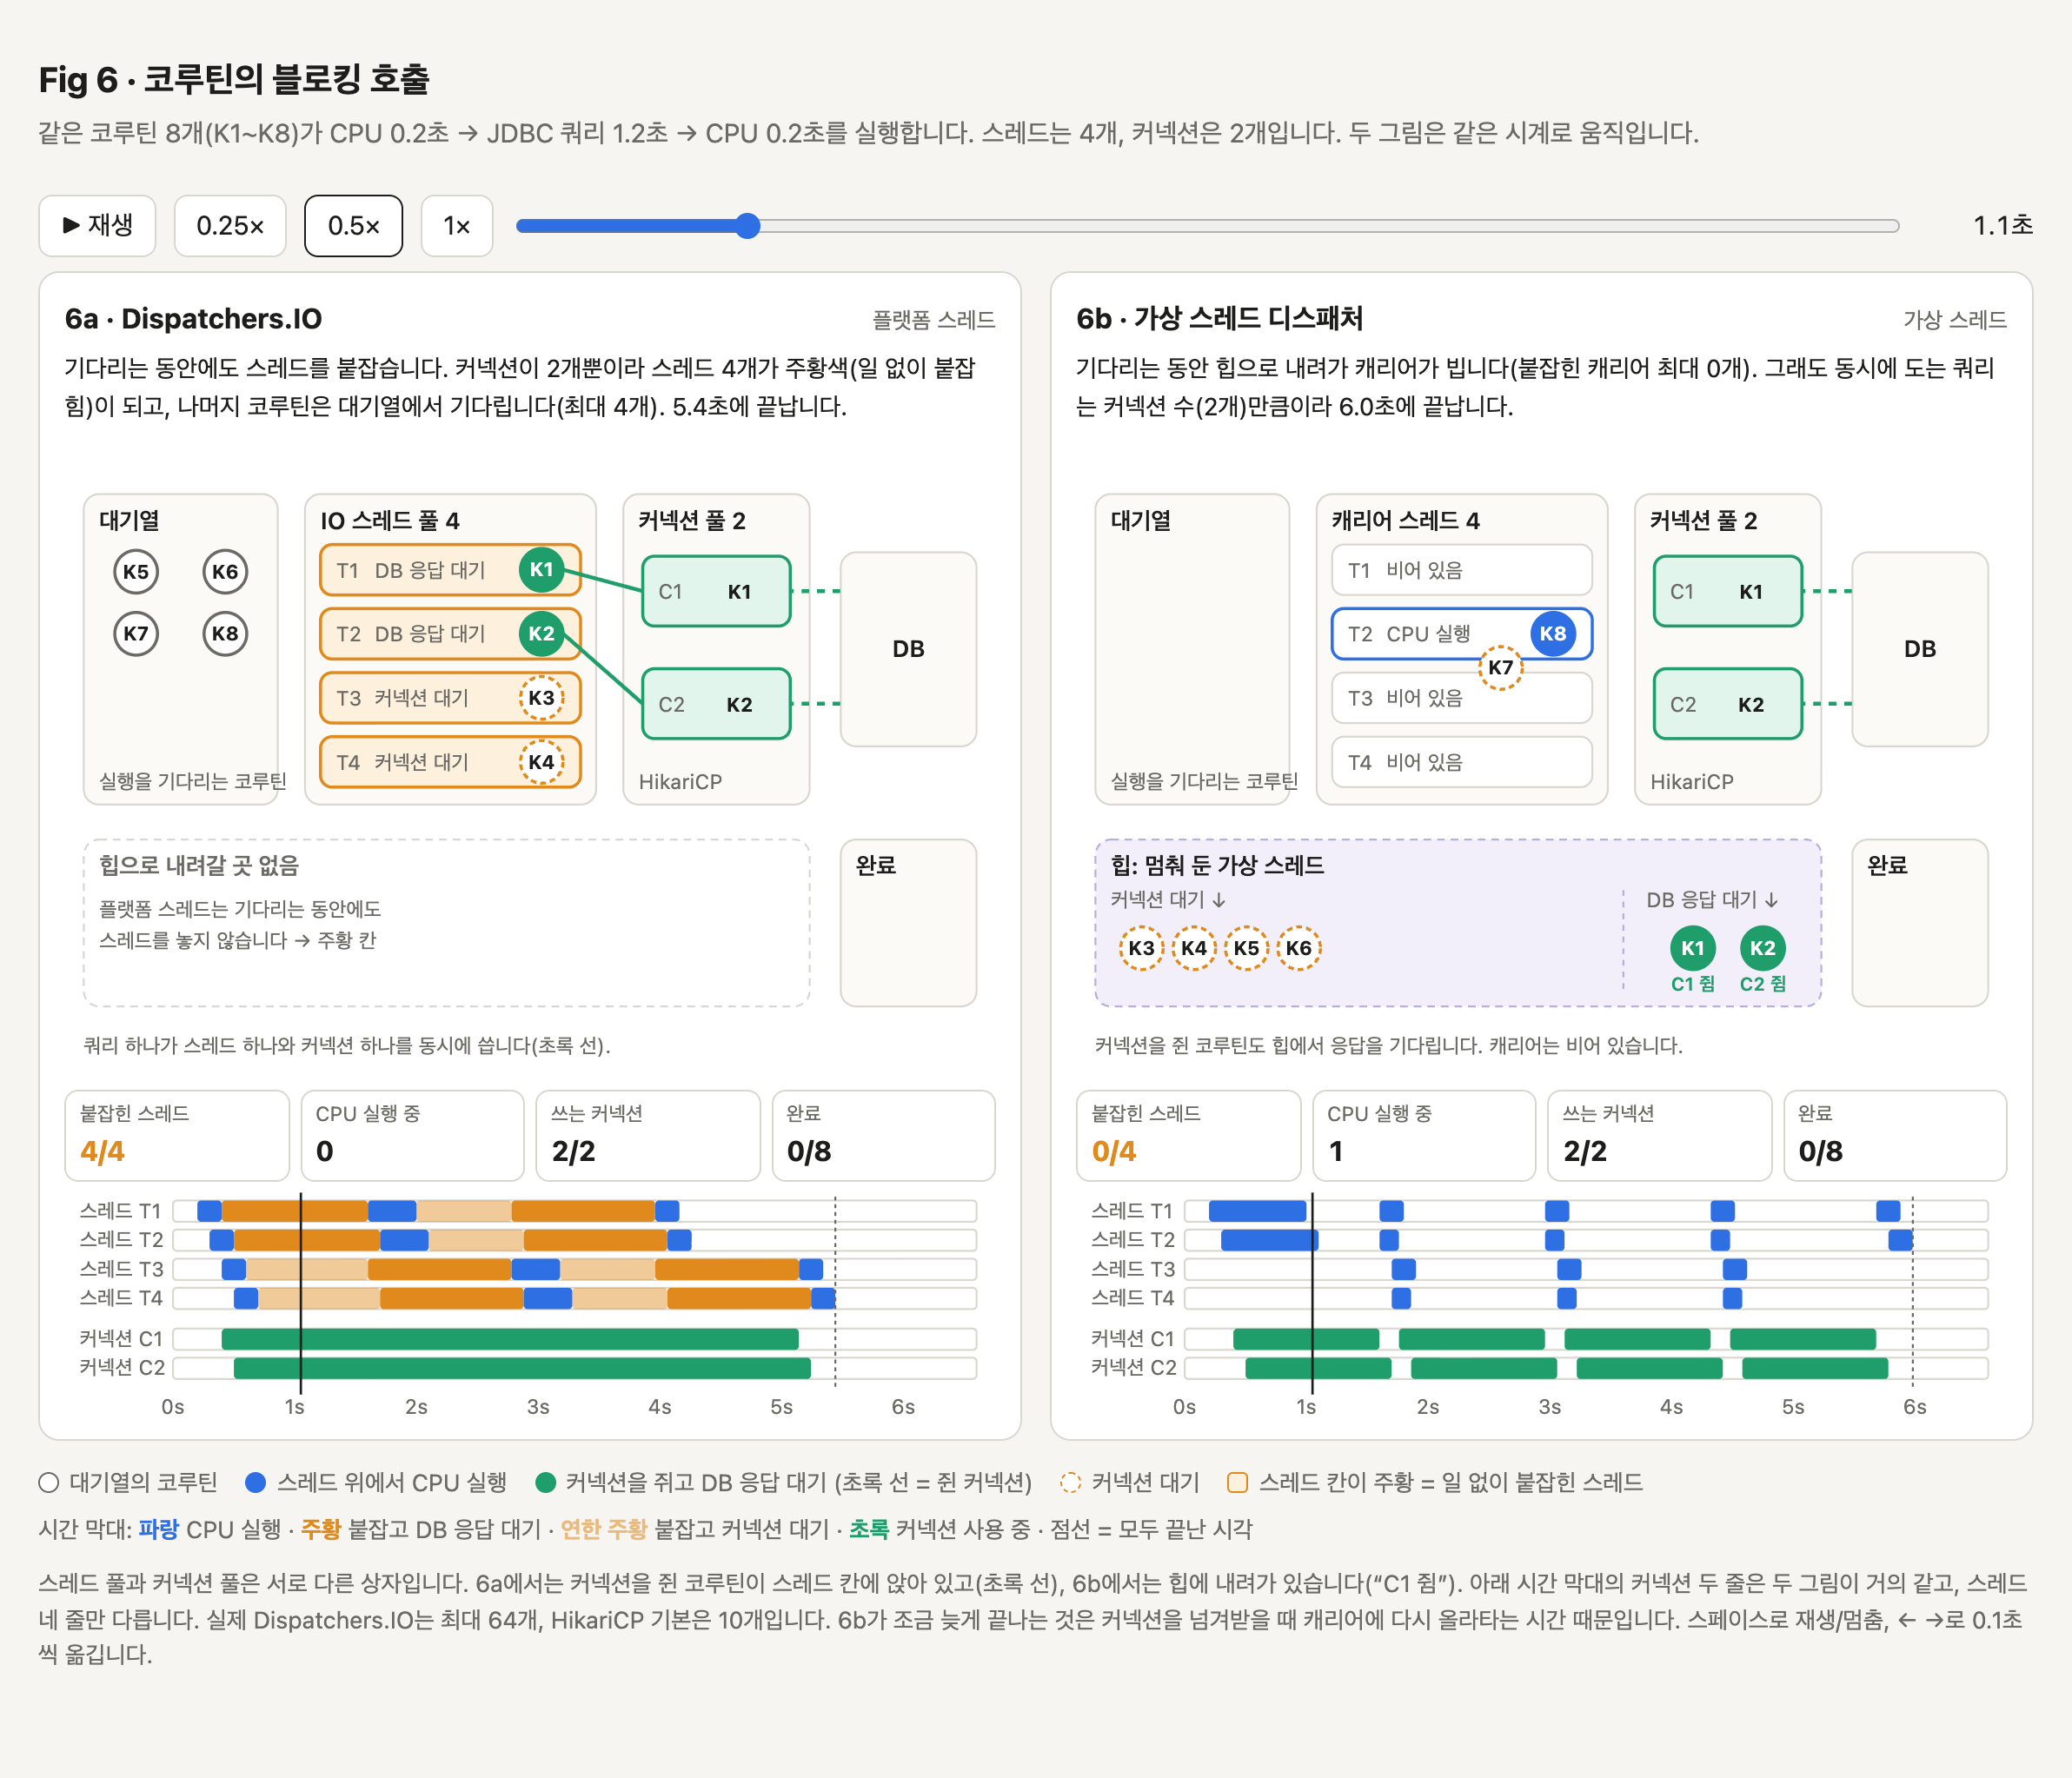 Fig 6 · 코루틴의 블로킹 호출
같은 코루틴 8개(K1~K8)가 CPU 0.2초 → JDBC 쿼리 1.2초 → CPU 0.2초를 실행합니다. 스레드는 4개, 커넥션은 2개입니다. 두 그림은 같은 시계로 움직입니다.
▶ 재생 0.25× 0.5× 1× 1.1초
6a · Dispatchers.IO 플랫폼 스레드
기다리는 동안에도 스레드를 붙잡습니다. 커넥션이 2개뿐이라 스레드 4개가 주황색(일 없이 붙잡
힘)이 되고, 나머지 코루틴은 대기열에서 기다립니다(최대 4개). 5.4초에 끝납니다.
대기열
K5 K6
K7 K8
실행을 기다리는 코루틴
IO 스레드 풀 4
T1 DB 응답 대기 K1
T2 DB 응답 대기 K2
T3 커넥션 대기 K3
T4 커넥션 대기 K4
커넥션 풀 2
C1 K1
C2 K2
HikariCP
DB
힙으로 내려갈 곳 없음
플랫폼 스레드는 기다리는 동안에도
스레드를 놓지 않습니다 → 주황 칸
완료
쿼리 하나가 스레드 하나와 커넥션 하나를 동시에 씁니다(초록 선).
붙잡힌 스레드
4/4
CPU 실행 중
0
쓰는 커넥션
2/2
완료
0/8
스레드 T1
스레드 T2
스레드 T3
스레드 T4
커넥션 C1
커넥션 C2
0s 1s 2s 3s 4s 5s 6s
6b · 가상 스레드 디스패처 가상 스레드
기다리는 동안 힙으로 내려가 캐리어가 빕니다(붙잡힌 캐리어 최대 0개). 그래도 동시에 도는 쿼리
는 커넥션 수(2개)만큼이라 6.0초에 끝납니다.
대기열
실행을 기다리는 코루틴
캐리어 스레드 4
T1 비어 있음
T2 CPU 실행 K8
K7
T3 비어 있음
T4 비어 있음
커넥션 풀 2
C1 K1
C2 K2
HikariCP
DB
힙: 멈춰 둔 가상 스레드
커넥션 대기 ↓ DB 응답 대기 ↓
K3 K4 K5 K6 K1 K2
C1 쥠 C2 쥠
완료
커넥션을 쥔 코루틴도 힙에서 응답을 기다립니다. 캐리어는 비어 있습니다.
붙잡힌 스레드
0/4
CPU 실행 중
1
쓰는 커넥션
2/2
완료
0/8
스레드 T1
스레드 T2
스레드 T3
스레드 T4
커넥션 C1
커넥션 C2
0s 1s 2s 3s 4s 5s 6s
대기열의 코루틴 스레드 위에서 CPU 실행 커넥션을 쥐고 DB 응답 대기 (초록 선 = 쥔 커넥션) 커넥션 대기 스레드 칸이 주황 = 일 없이 붙잡힌 스레드
시간 막대: 파랑 CPU 실행 · 주황 붙잡고 DB 응답 대기 · 연한 주황 붙잡고 커넥션 대기 · 초록 커넥션 사용 중 · 점선 = 모두 끝난 시각
스레드 풀과 커넥션 풀은 서로 다른 상자입니다. 6a에서는 커넥션을 쥔 코루틴이 스레드 칸에 앉아 있고(초록 선), 6b에서는 힙에 내려가 있습니다(“C1 쥠”). 아래 시간 막대의 커넥션 두 줄은 두 그림이 거의 같고, 스레드
네 줄만 다릅니다. 실제 Dispatchers.IO는 최대 64개, HikariCP 기본은 10개입니다. 6b가 조금 늦게 끝나는 것은 커넥션을 넘겨받을 때 캐리어에 다시 올라타는 시간 때문입니다. 스페이스로 재생/멈춤, ← →로 0.1초
씩 옮깁니다.